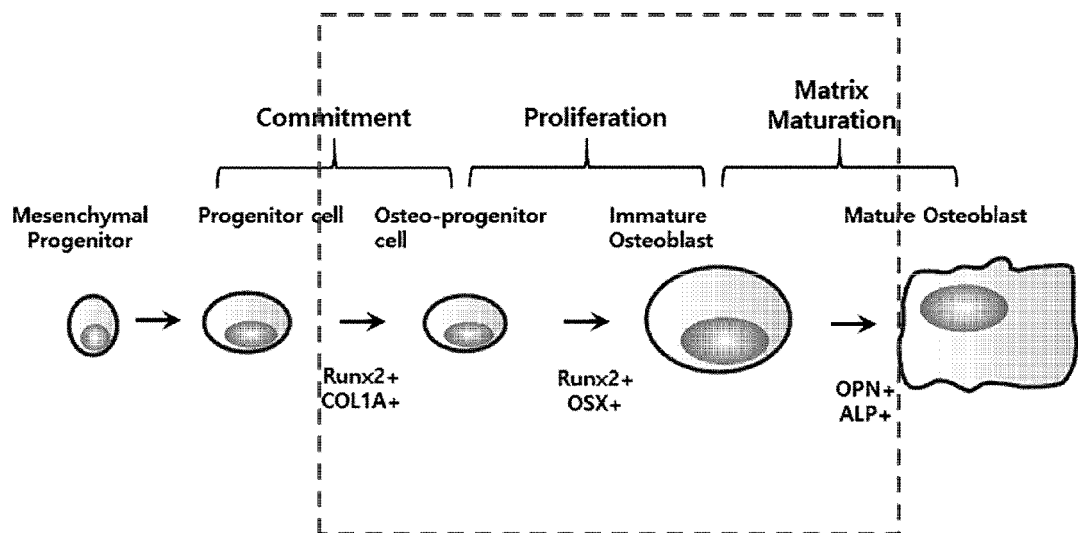 Commitment
Proliferation
Matrix
Maturation
Mesenchymal
Progenitor
Progenitor cell
Osteo-progenitor
cell
Immature
Osteoblast
Mature Osteoblast
Runx2+
COL1A+
Runx2+
OSX+
OPN+
ALP+